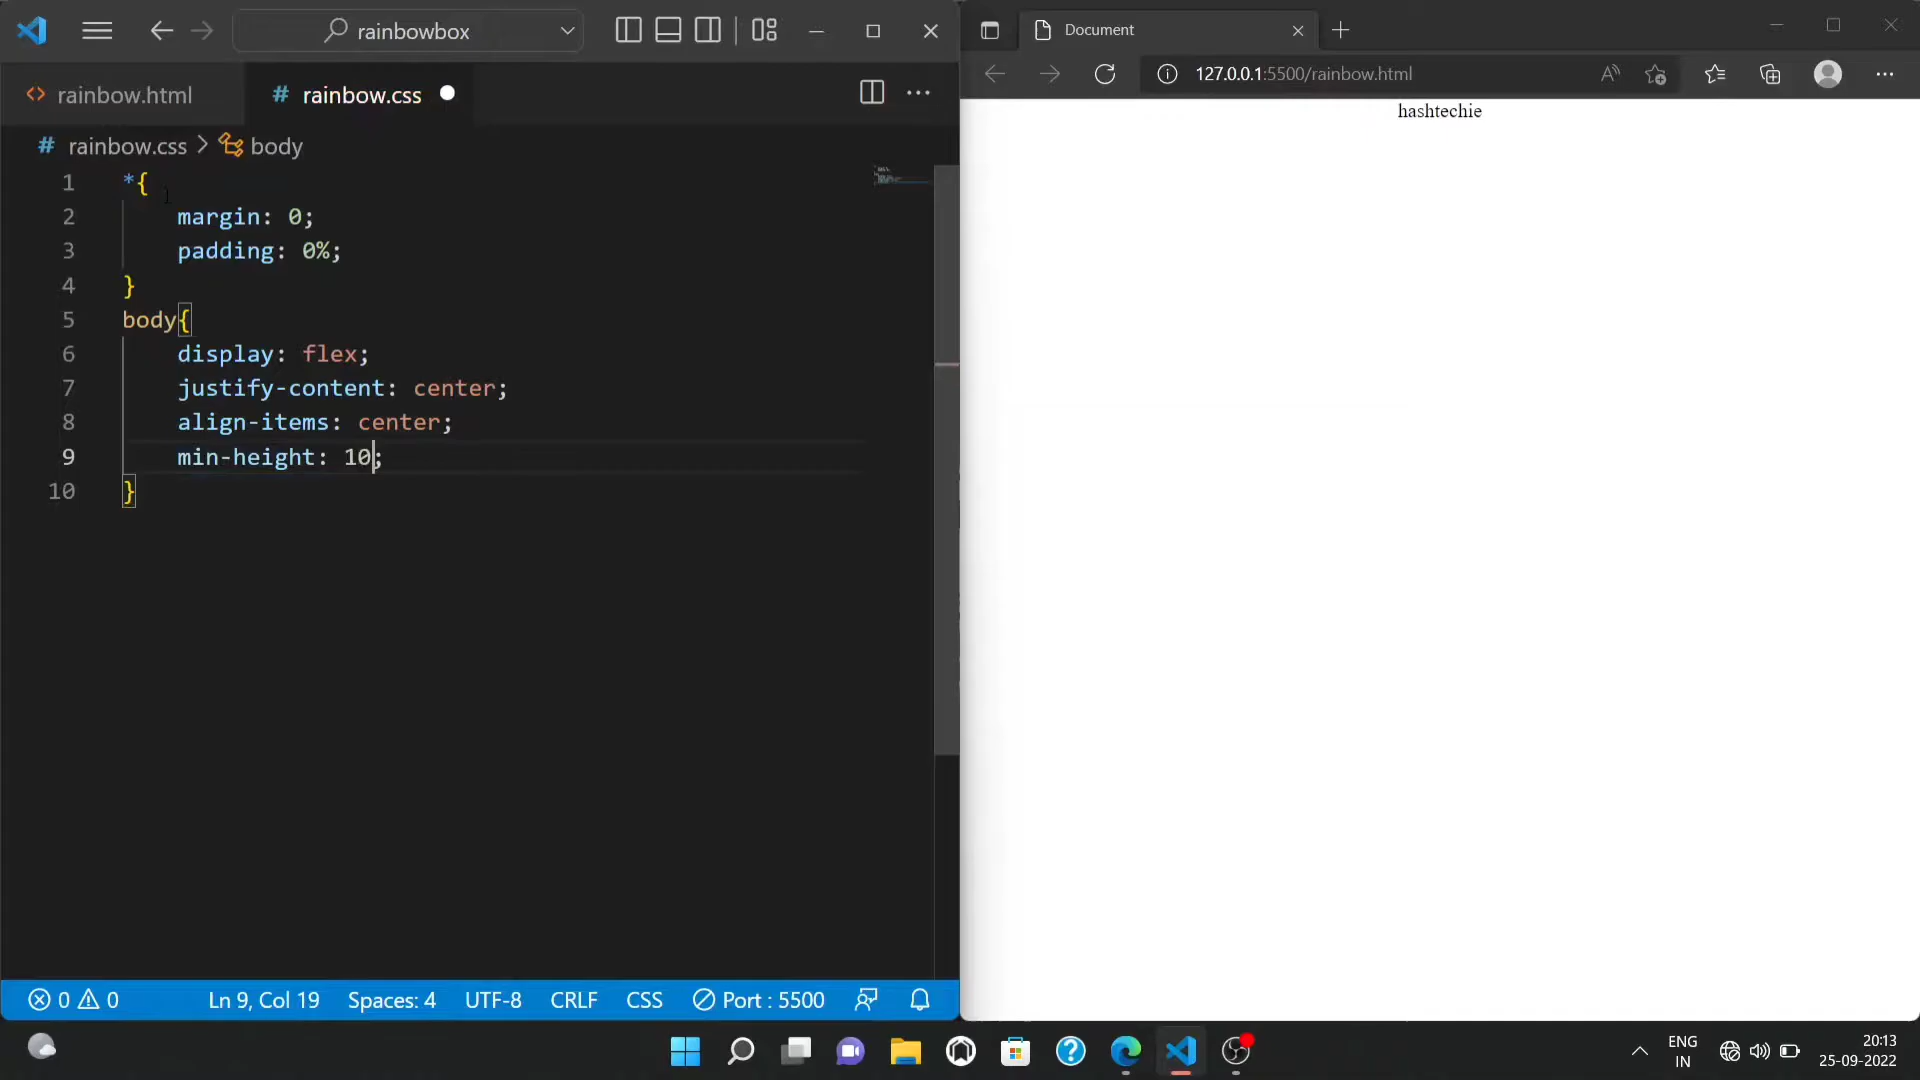 rainbowbox
rainbow.html
# rainbow.css
# rainbow.css > body
1 *{
2 margin: 0;
3 padding: 0%;
4 }
5 body{
6 display: flex;
7 justify-content: center;
8 align-items: center;
9 min-height: 10;
10 }
0 0 Ln 9, Col 19 Spaces: 4 UTF-8 CRLF CSS Port : 5500
Document
127.0.0.1:5500/rainbow.html
hashtechie
ENG
IN
20:13
25-09-2022